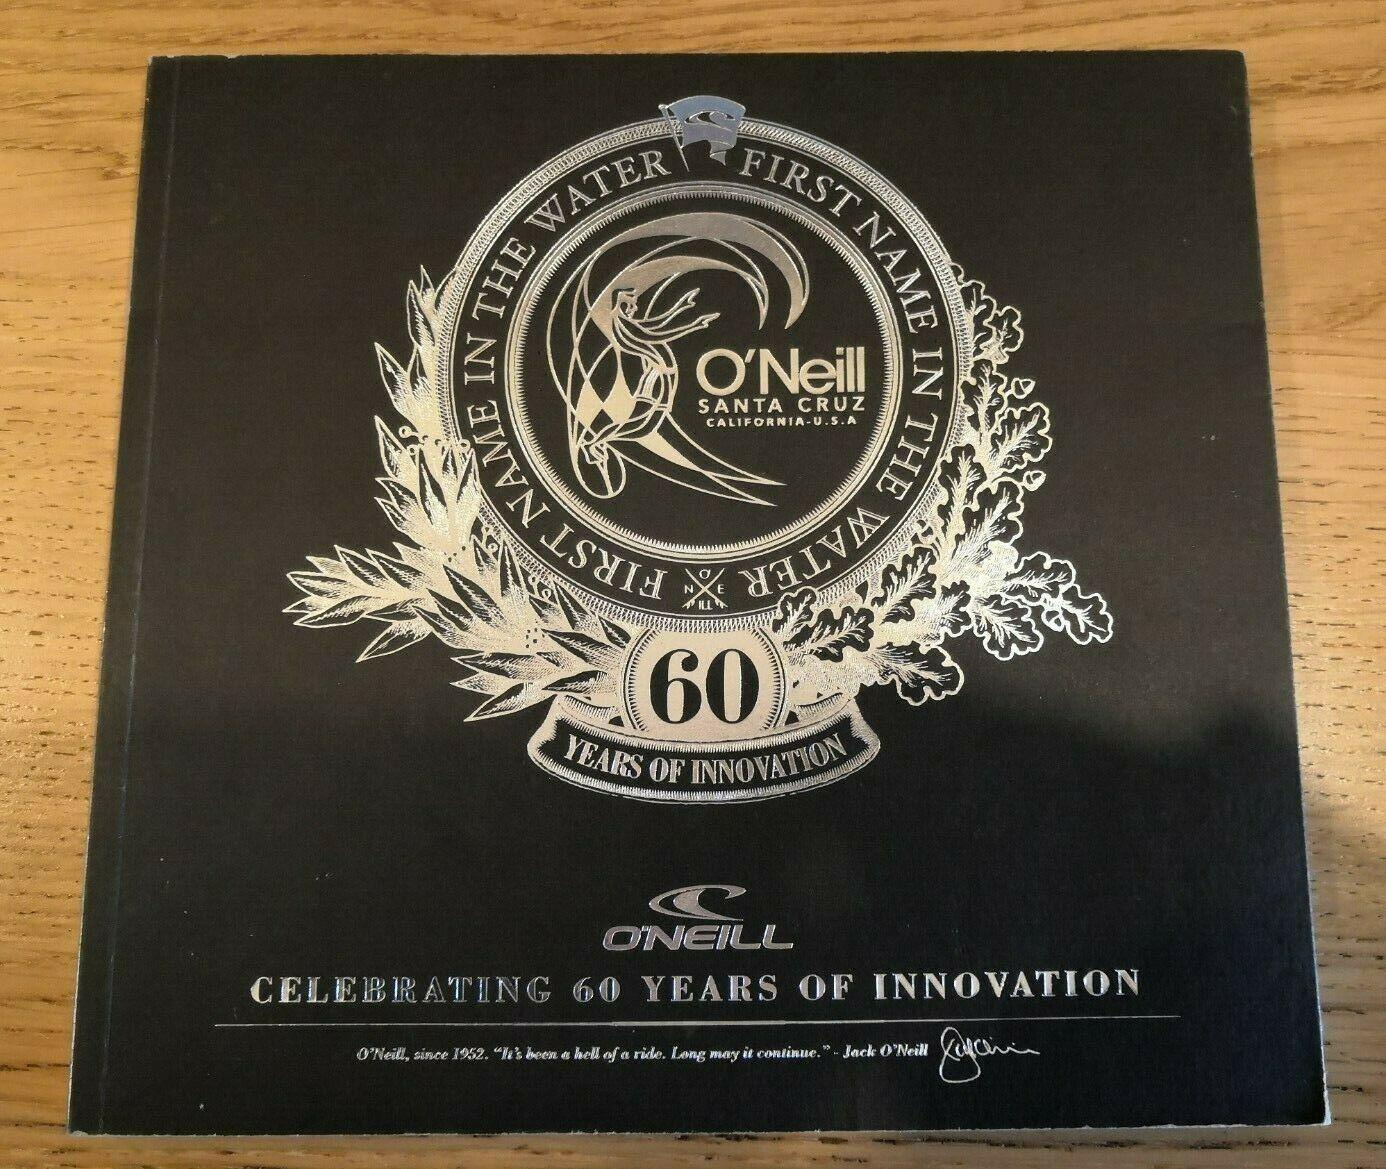 FIRST NAME IN THE WATER
FIRST NAME IN THE WATER
O'Neill
SANTA CRUZ
CALIFORNIA-U.S.A
O'
N E
ILL
60
YEARS OF INNOVATION
O'NEILL
CELEBRATING 60 YEARS OF INNOVATION
O'Neill, since 1952. "It's been a hell of a ride. Long may it continue." - Jack O'Neill